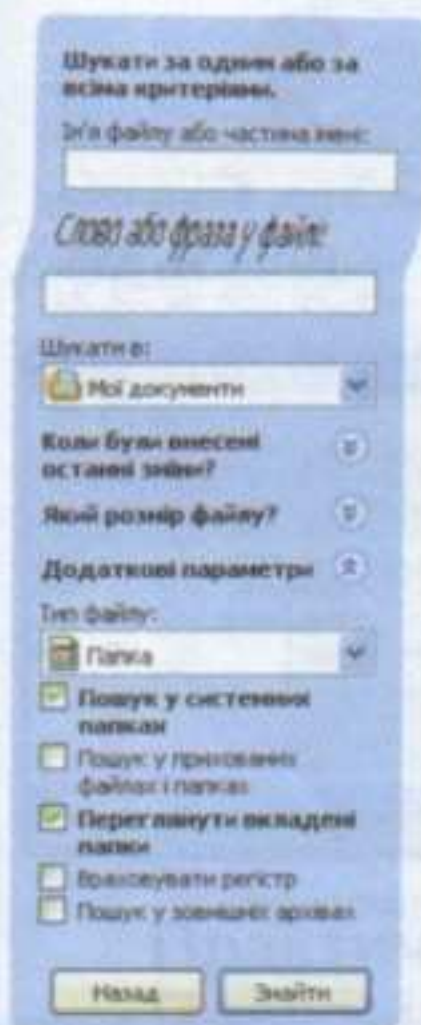 Шукати за одним або за
всіма критеріями.
Ім'я файлу або частина імені:
Слово або фраза у файлі:
Шукати в:
Мої документи
Коли були внесені
останні зміни?
Який розмір файлу?
Додаткові параметри
Тип файлу:
Папка
Пошук у системних
папках
Пошук у прихованих
файлах і папках
Переглянути вкладені
папки
Враховувати регістр
Пошук у зовнішніх архівах
Назад
Знайти